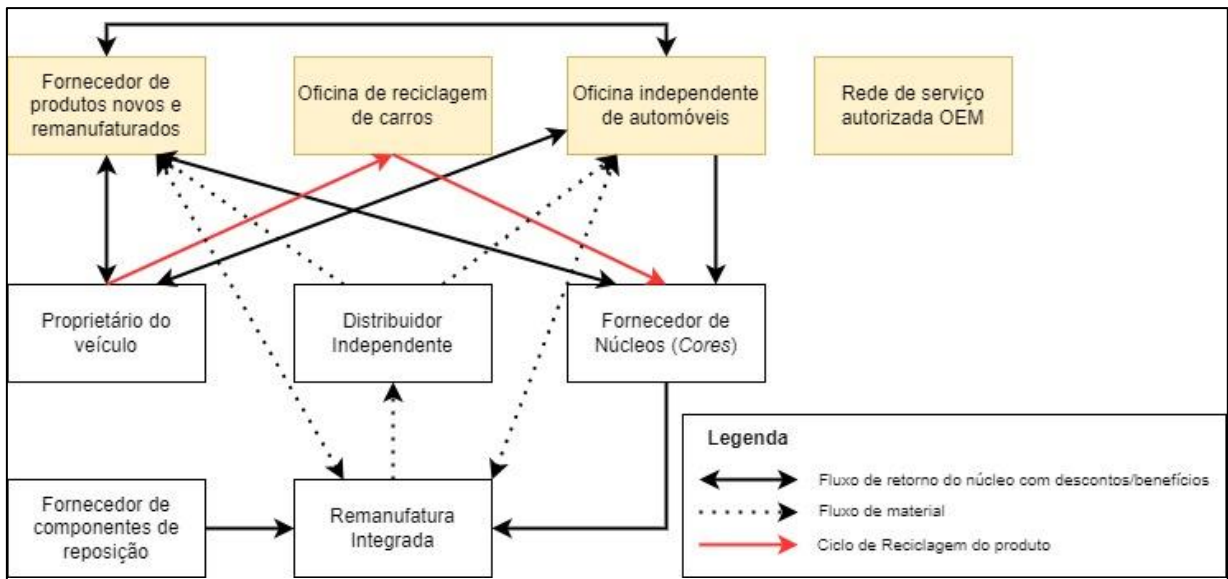 Fornecedor de
produtos novos e
remanufaturados
Oficina de reciclagem
de carros
Oficina independente
de automóveis
Rede de serviço
autorizada OEM
Proprietário do
veículo
Distribuidor
Independente
Fornecedor de
Núcleos (Cores)
Fornecedor de
componentes de
reposição
Remanufatura
Integrada
Legenda
Fluxo de retorno do núcleo com descontos/benefícios
Fluxo de material
Ciclo de Reciclagem do produto